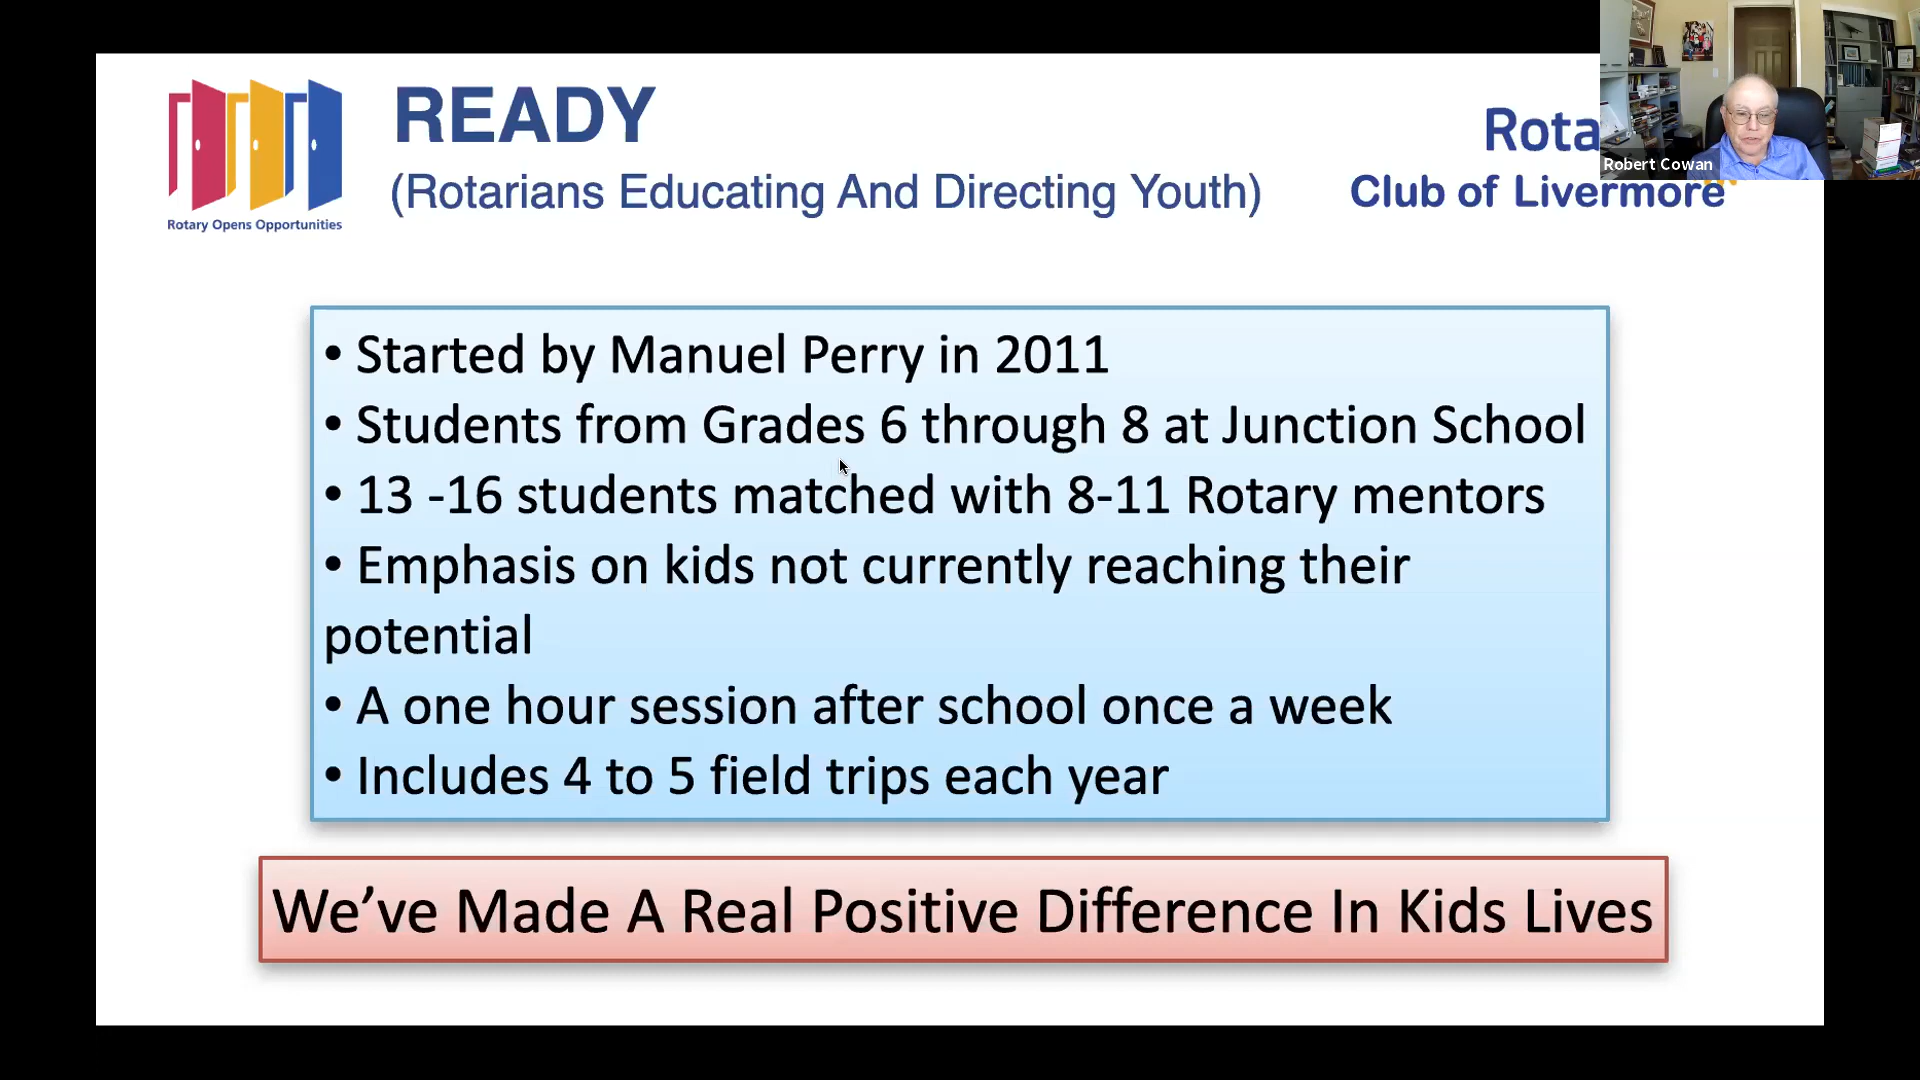 READY
(Rotarians Educating And Directing Youth)
Rotary Opens Opportunities
Rota
Club of Livermore
Robert Cowan
• Started by Manuel Perry in 2011
• Students from Grades 6 through 8 at Junction School
• 13 -16 students matched with 8-11 Rotary mentors
• Emphasis on kids not currently reaching their
potential
• A one hour session after school once a week
• Includes 4 to 5 field trips each year
We’ve Made A Real Positive Difference In Kids Lives